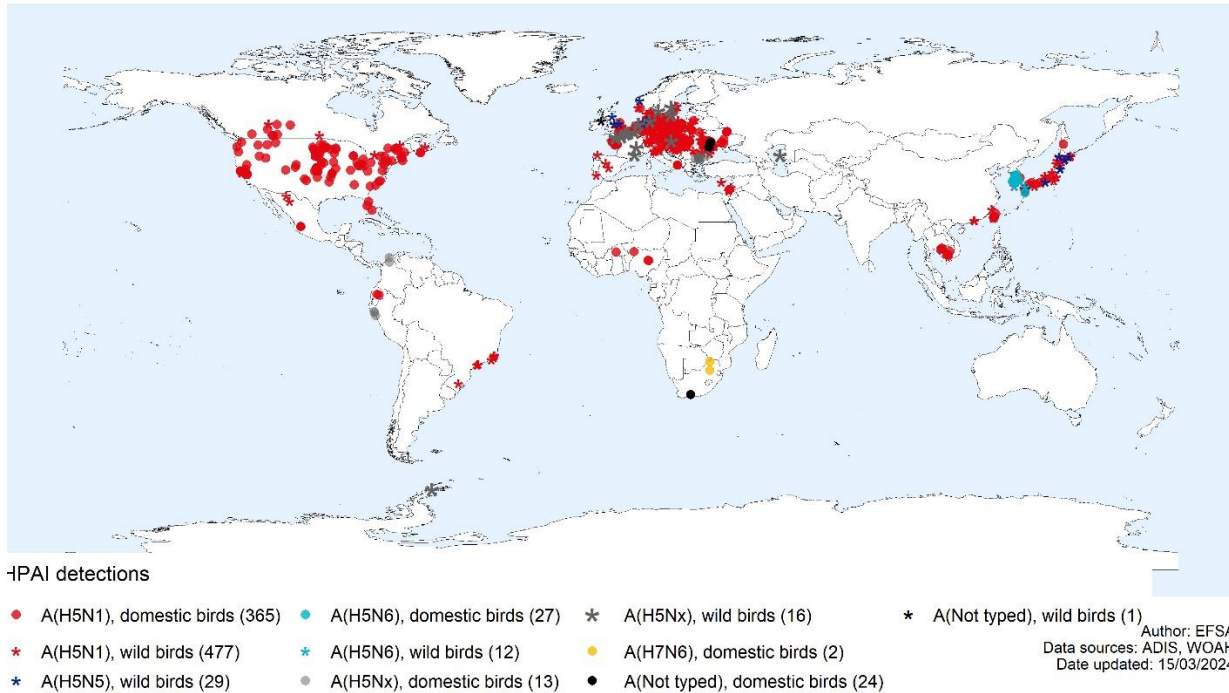 HPAI detections
A(H5N1), domestic birds (365)
A(H5N6), domestic birds (27)
A(H5Nx), wild birds (16)
A(Not typed), wild birds (1)
A(H5N1), wild birds (477)
A(H5N6), wild birds (12)
A(H7N6), domestic birds (2)
A(H5N5), wild birds (29)
A(H5Nx), domestic birds (13)
A(Not typed), domestic birds (24)
Author: EFSA
Data sources: ADIS, WOAH
Date updated: 15/03/2024